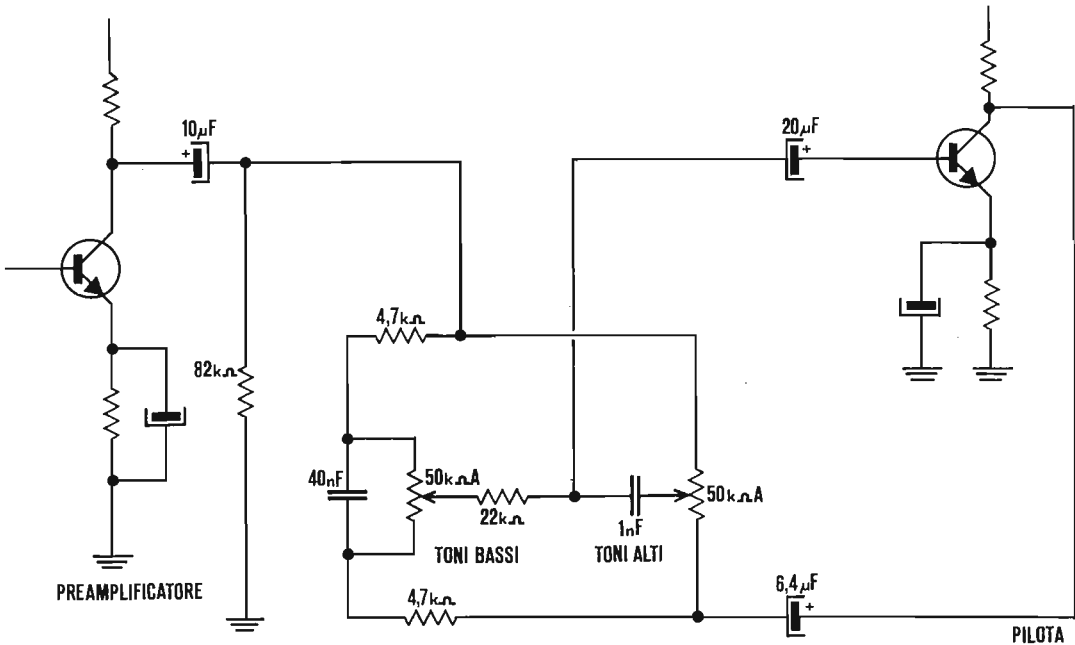 10µF
+
20µF
+
4,7kΩ
82kΩ
40nF
50kΩA
22kΩ
1nF
50kΩA
TONI BASSI
TONI ALTI
PREAMPLIFICATORE
4,7kΩ
6,4µF
+
PILOTA